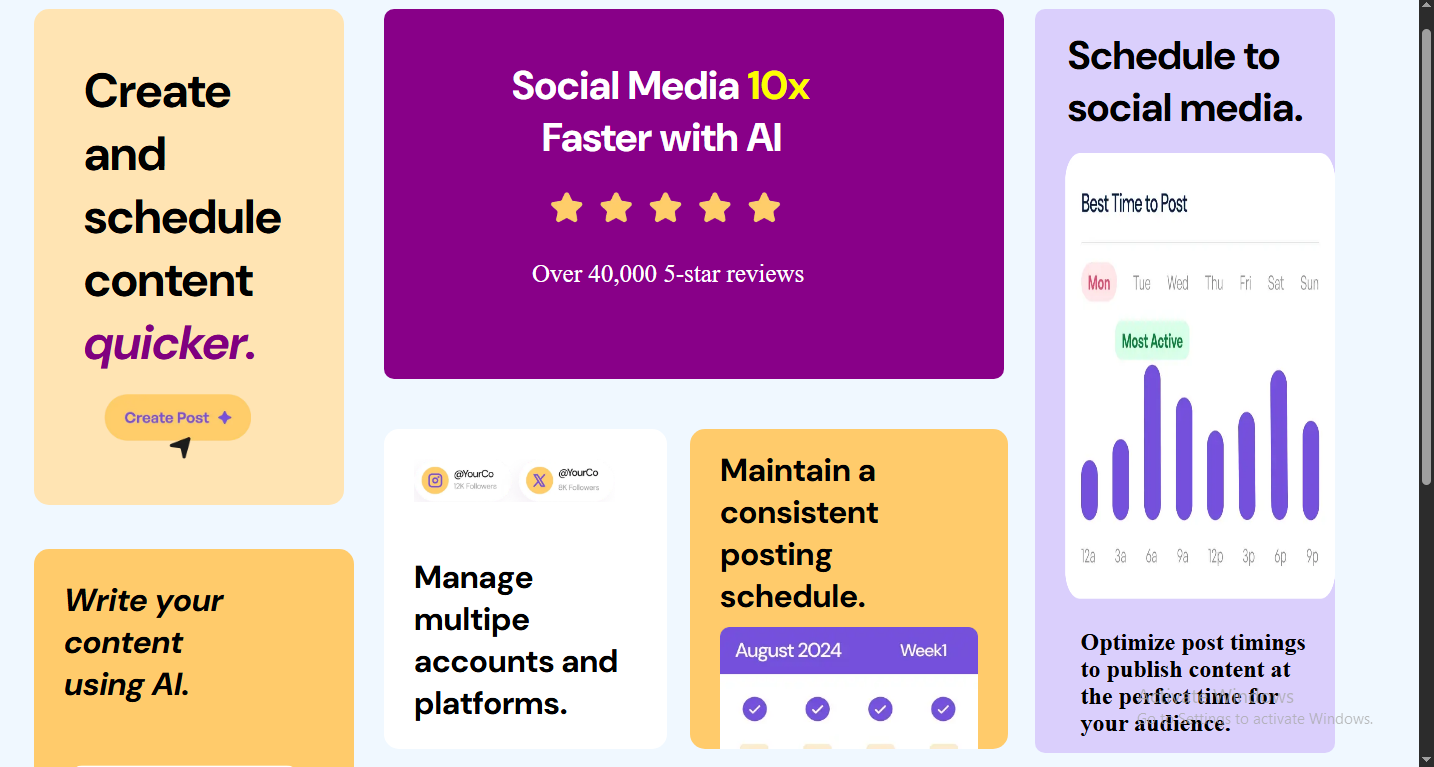 Create
and
schedule
content
quicker.
Create Post
Write your
content
using AI.
Social Media 10x
Faster with AI
Over 40,000 5-star reviews
@YourCo
12K Followers
@YourCo
8K Followers
Manage
multipe
accounts and
platforms.
Maintain a
consistent
posting
schedule.
August 2024 Week1
Schedule to
social media.
Best Time to Post
Mon Tue Wed Thu Fri Sat Sun
Most Active
12a 3a 6a 9a 12p 3p 6p 9p
Optimize post timings
to publish content at
the perfect time for
your audience.
Activate Windows
Go to Settings to activate Windows.